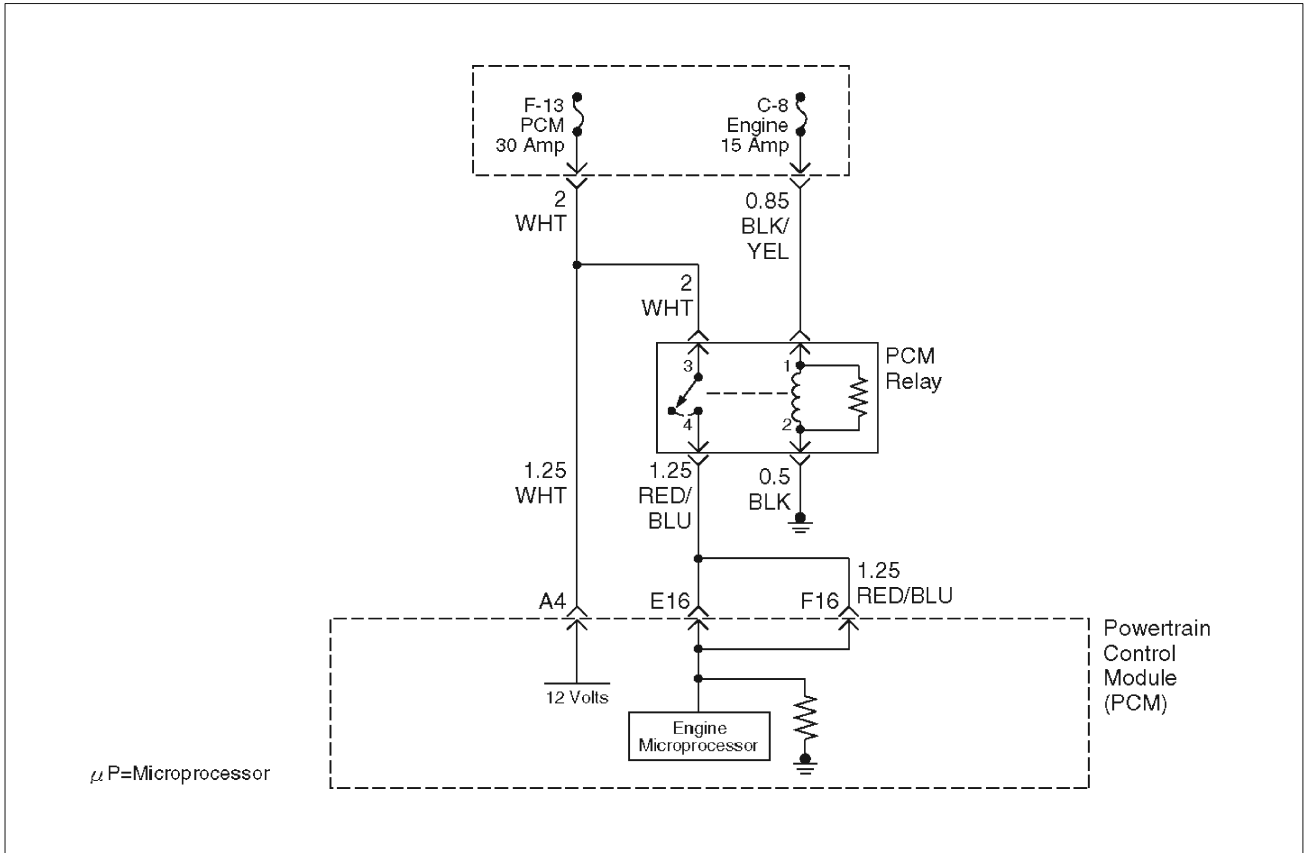 F-13
PCM
30 Amp
C-8
Engine
15 Amp
2
WHT
0.85
BLK/
YEL
2
WHT
3
1
PCM
Relay
4
2
1.25
WHT
1.25
RED/
BLU
0.5
BLK
1.25
RED/BLU
A4
E16
F16
Powertrain
Control
Module
(PCM)
12 Volts
Engine
Microprocessor
μP=Microprocessor